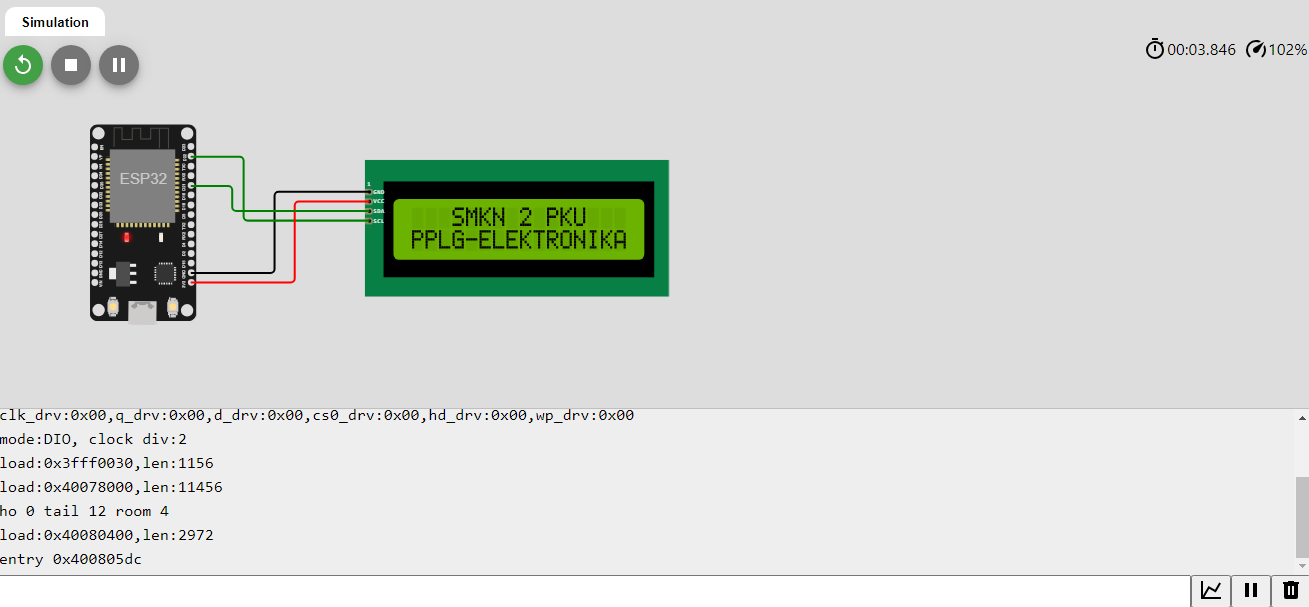 Simulation
00:03.846 102%
ESP32
1
GND
VCC
SDA
SCL
SMKN 2 PKU
PPLG-ELEKTRONIKA
clk_drv:0x00,q_drv:0x00,d_drv:0x00,cs0_drv:0x00,hd_drv:0x00,wp_drv:0x00
mode:DIO, clock div:2
load:0x3fff0030,len:1156
load:0x40078000,len:11456
ho 0 tail 12 room 4
load:0x40080400,len:2972
entry 0x400805dc